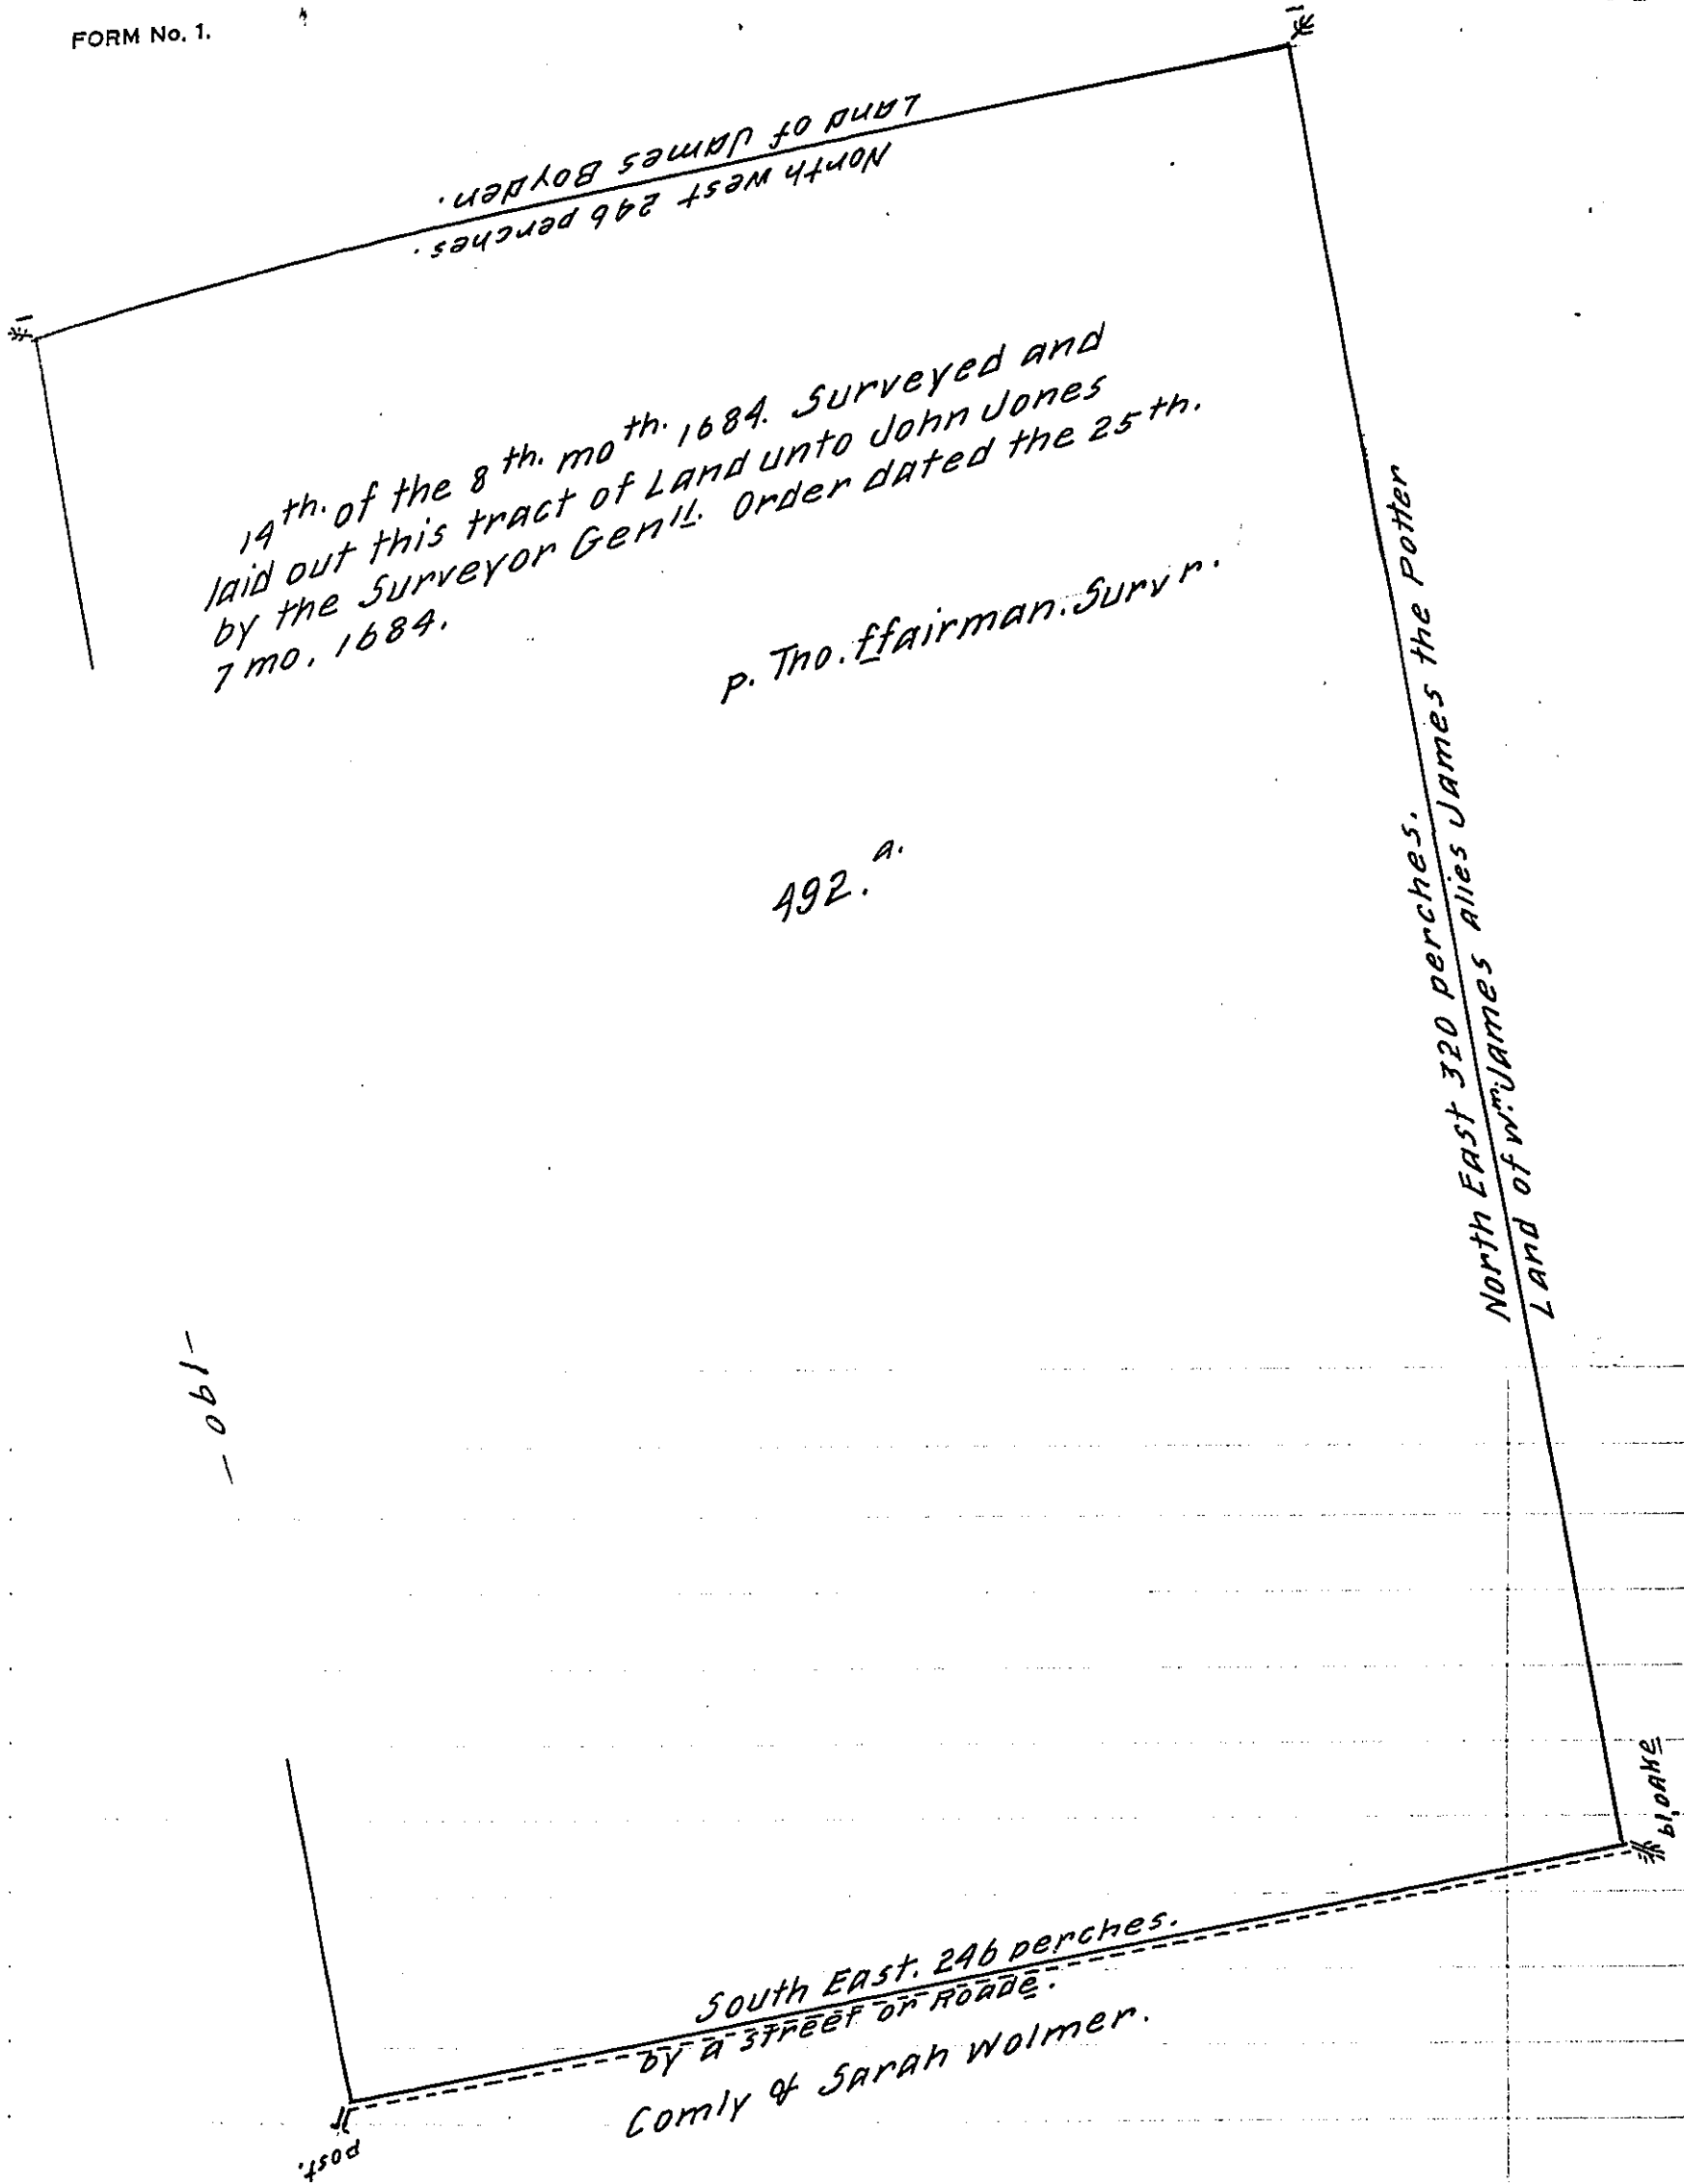 FORM No. 1.
Land of James Boyden.
North west 246 perches.
14th. of the 8th. moth. 1684. Surveyed and
laid out this tract of Land unto John Jones
by the Surveyor Genll. Order dated the 25th.
7 mo. 1684.
p. Tho. ffairman. Survr.
492.a.
North East 320 perches.
Land of Wm. James alies James the Potter
bl, oake
South East. 246 perches.
by a street or Roade.
Comly & Sarah Wolmer.
post.